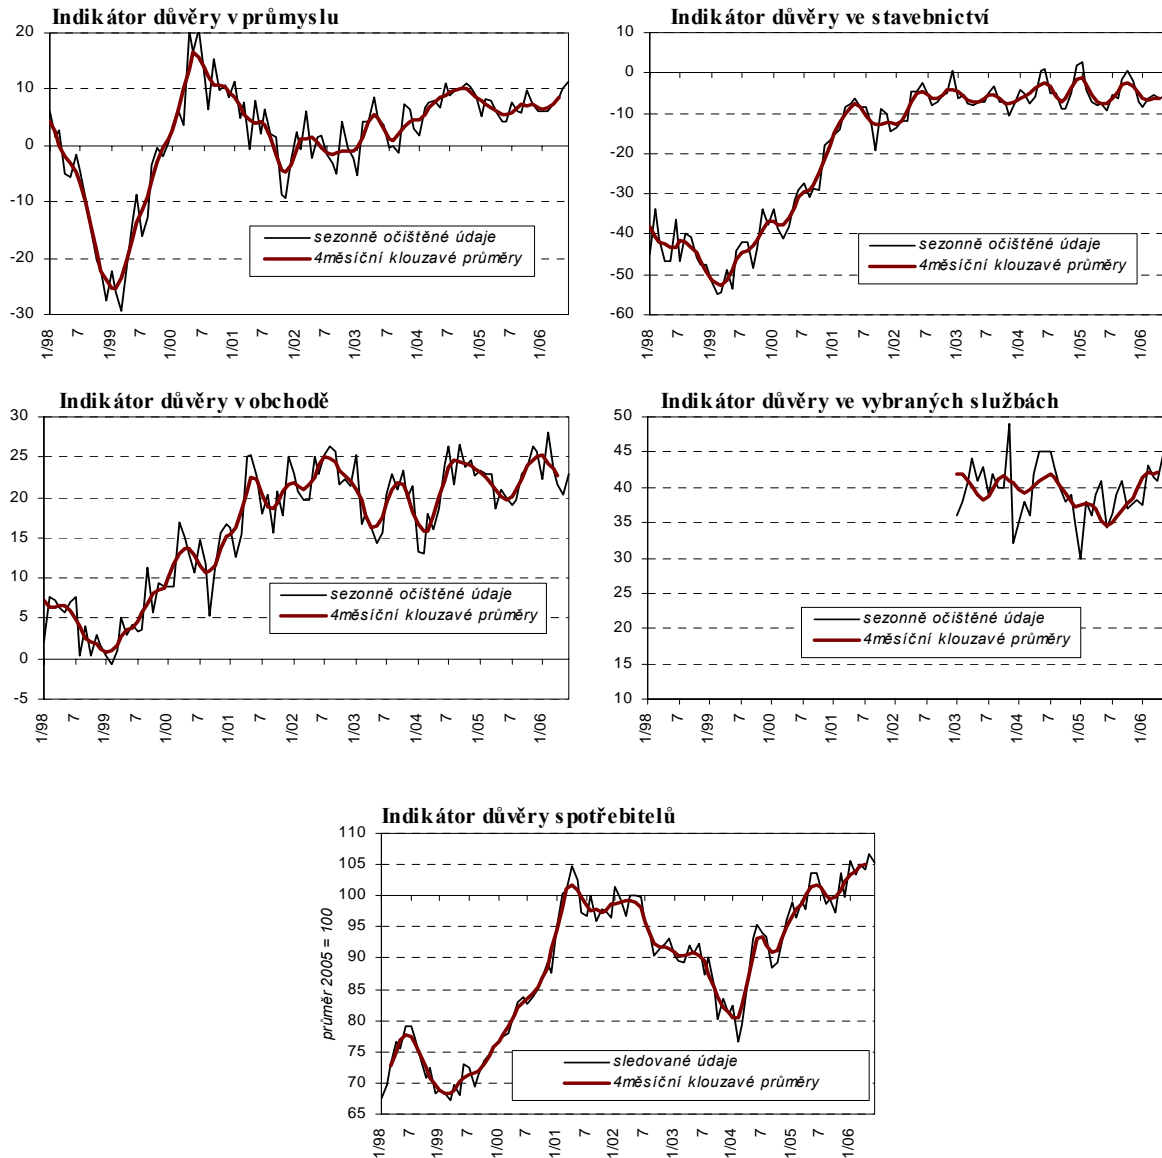 Indikátor důvěry v průmyslu
20
10
0
-10
-20
-30
sezonně očištěné údaje
4měsíční klouzavé průměry
1/98 7 1/99 7 1/00 7 1/01 7 1/02 7 1/03 7 1/04 7 1/05 7 1/06
Indikátor důvěry ve stavebnictví
10
0
-10
-20
-30
-40
-50
-60
sezonně očištěné údaje
4měsíční klouzavé průměry
1/98 7 1/99 7 1/00 7 1/01 7 1/02 7 1/03 7 1/04 7 1/05 7 1/06
Indikátor důvěry v obchodě
30
25
20
15
10
5
0
-5
sezonně očištěné údaje
4měsíční klouzavé průměry
1/98 7 1/99 7 1/00 7 1/01 7 1/02 7 1/03 7 1/04 7 1/05 7 1/06
Indikátor důvěry ve vybraných službách
50
45
40
35
30
25
20
15
10
sezonně očištěné údaje
4měsíční klouzavé průměry
1/98 7 1/99 7 1/00 7 1/01 7 1/02 7 1/03 7 1/04 7 1/05 7 1/06
Indikátor důvěry spotřebitelů
průměr 2005 = 100
110
105
100
95
90
85
80
75
70
65
sledované údaje
4měsíční klouzavé průměry
1/98 7 1/99 7 1/00 7 1/01 7 1/02 7 1/03 7 1/04 7 1/05 7 1/06